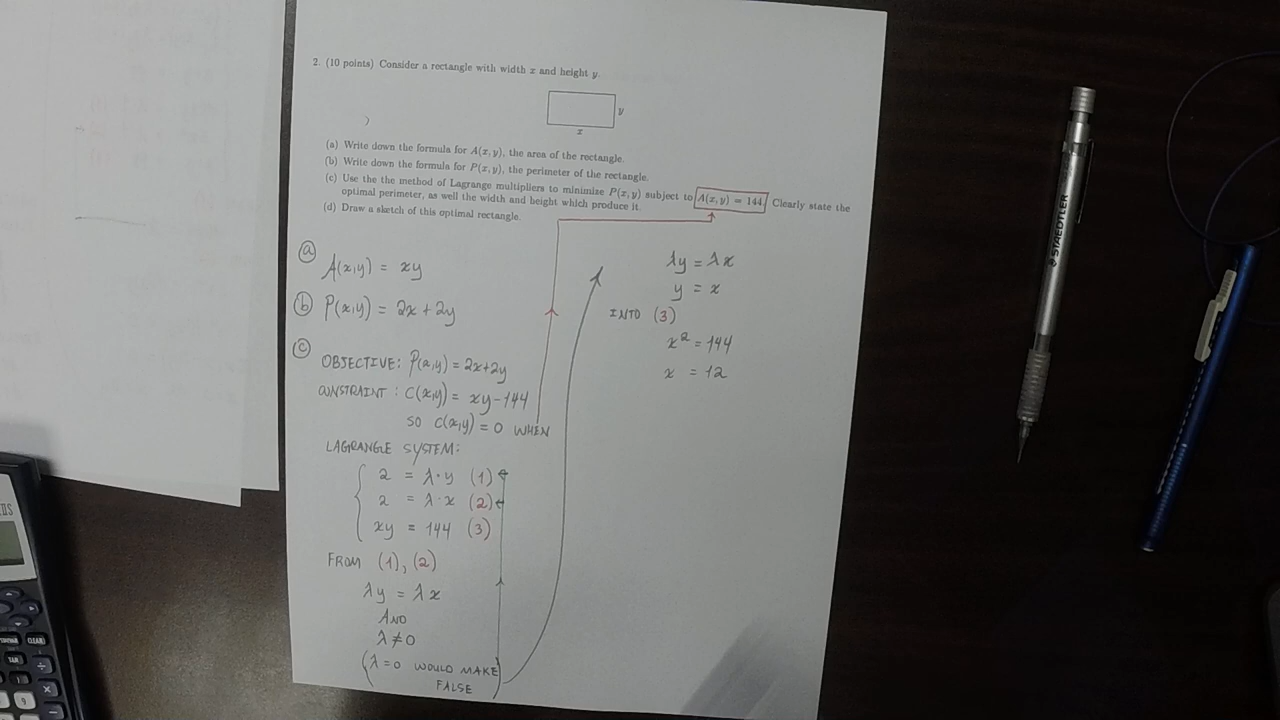 2. (10 points) Consider a rectangle with width x and height y.
y
x
(a) Write down the formula for A(x, y), the area of the rectangle.
(b) Write down the formula for P(x, y), the perimeter of the rectangle.
(c) Use the the method of Lagrange multipliers to minimize P(x, y) subject to A(x, y) = 144. Clearly state the
optimal perimeter, as well the width and height which produce it.
(d) Draw a sketch of this optimal rectangle.
(a) A(x,y) = xy
(b) P(x,y) = 2x + 2y
(c) OBJECTIVE: P(x,y) = 2x+2y
CONSTRAINT: C(x,y) = xy - 144
SO C(x,y) = 0 WHEN
LAGRANGE SYSTEM:
2 = λ·y (1)
2 = λ·x (2)
xy = 144 (3)
FROM (1), (2)
λy = λx
AND
λ ≠ 0
(λ = 0 WOULD MAKE
FALSE)
λy = λx
y = x
INTO (3)
x² = 144
x = 12
STAEDTLER
CLEAR
TAN
9